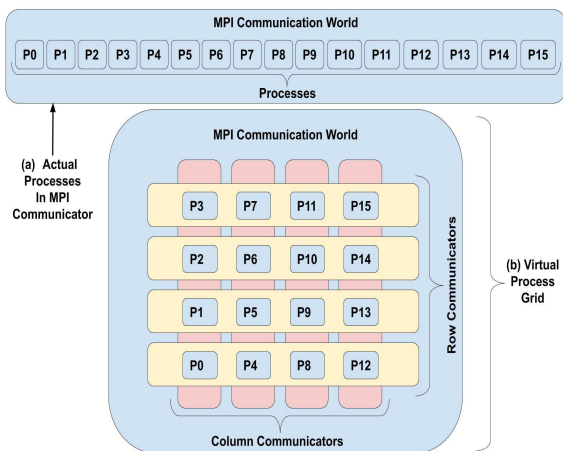 MPI Communication World
P0 P1 P2 P3 P4 P5 P6 P7 P8 P9 P10 P11 P12 P13 P14 P15
Processes
(a) Actual
Processes
In MPI
Communicator
MPI Communication World
P3 P7 P11 P15
P2 P6 P10 P14
P1 P5 P9 P13
P0 P4 P8 P12
Row Communicators
Column Communicators
(b) Virtual
Process
Grid